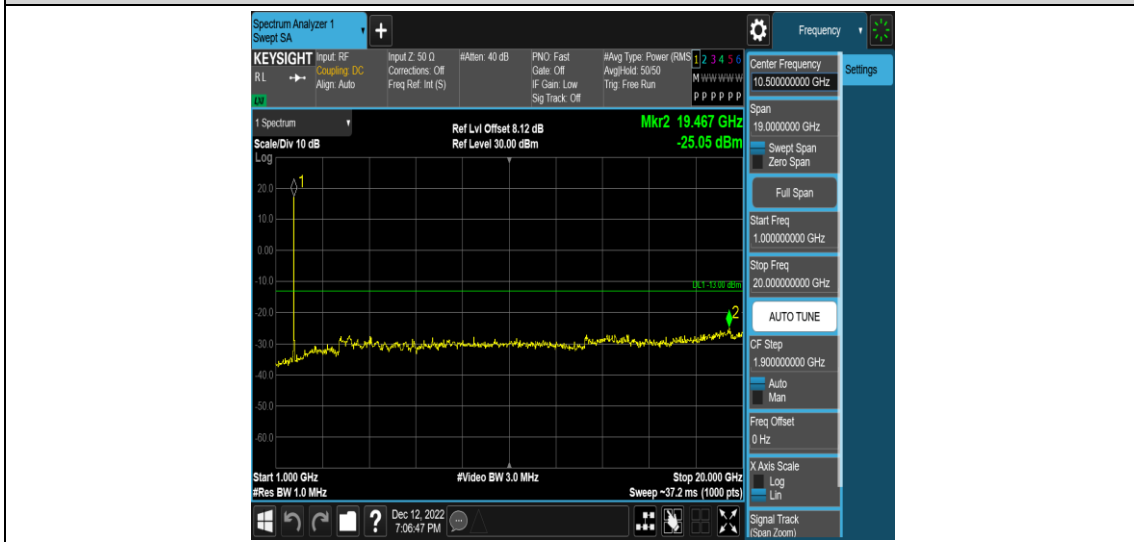 Spectrum Analyzer 1
Swept SA
+
Frequency
KEYSIGHT
RL
LXI
Input: RF
Coupling: DC
Align: Auto
Input Z: 50 Ω
Corrections: Off
Freq Ref: Int (S)
#Atten: 40 dB
PNO: Fast
Gate: Off
IF Gain: Low
Sig Track: Off
#Avg Type: Power (RMS
Avg|Hold: 50/50
Trig: Free Run
1 2 3 4 5 6
M W W W W W
P P P P P P
1 Spectrum
Scale/Div 10 dB
Log
Ref Lvl Offset 8.12 dB
Ref Level 30.00 dBm
Mkr2 19.467 GHz
-25.05 dBm
1
20.0
10.0
0.00
-10.0
DL1 -13.00 dBm
-20.0
2
-30.0
-40.0
-50.0
-60.0
Start 1.000 GHz
#Res BW 1.0 MHz
#Video BW 3.0 MHz
Stop 20.000 GHz
Sweep ~37.2 ms (1000 pts)
?
Dec 12, 2022
7:06:47 PM
Center Frequency
10.500000000 GHz
Settings
Span
19.0000000 GHz
Swept Span
Zero Span
Full Span
Start Freq
1.000000000 GHz
Stop Freq
20.000000000 GHz
AUTO TUNE
CF Step
1.900000000 GHz
Auto
Man
Freq Offset
0 Hz
X Axis Scale
Log
Lin
Signal Track
(Span Zoom)